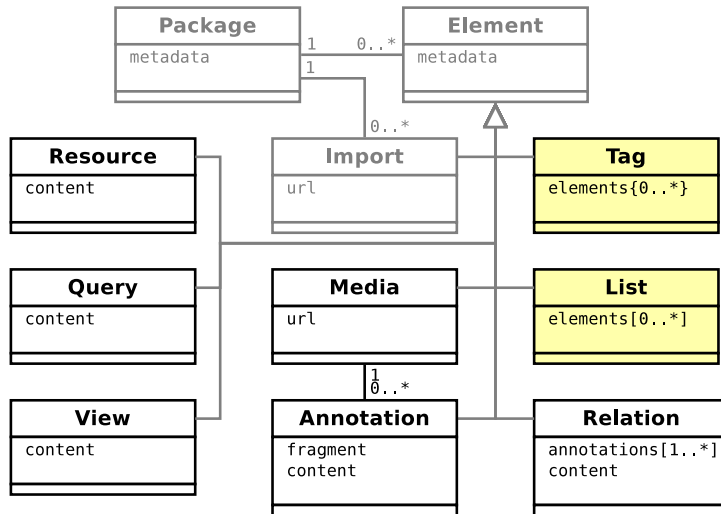 Package
metadata
1
0..*
1
Element
metadata
0..*
Resource
content
Import
url
Tag
elements{0..*}
Query
content
Media
url
List
elements[0..*]
1
0..*
View
content
Annotation
fragment
content
Relation
annotations[1..*]
content